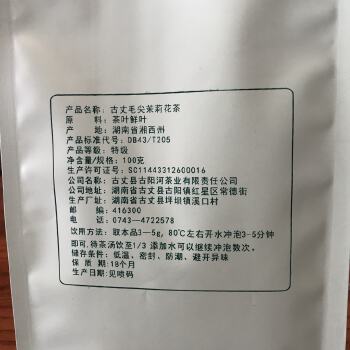 产品名称：古丈毛尖茉莉花茶
原　　料：茶叶鲜叶
产　　地：湖南省湘西州
产品标准代号：DB43/T205
产品等级：特级
净含量：100克
生产许可证号：SC11443312600016
公司名称：古丈县古阳河茶业有限责任公司
公司地址：湖南省古丈县古阳镇红星区常德街
生产厂址：湖南省古丈县坪坝镇溪口村
邮　　编：416300
电　　话：0743—4722578
饮用方法：取本品3—5g，80℃左右开水冲泡3-5分钟
即可，待茶汤饮至1/3 添加水可以继续冲泡数次。
储存条件：低温、密封、防潮、避开异味
保 质 期：18个月
生产日期：见喷码